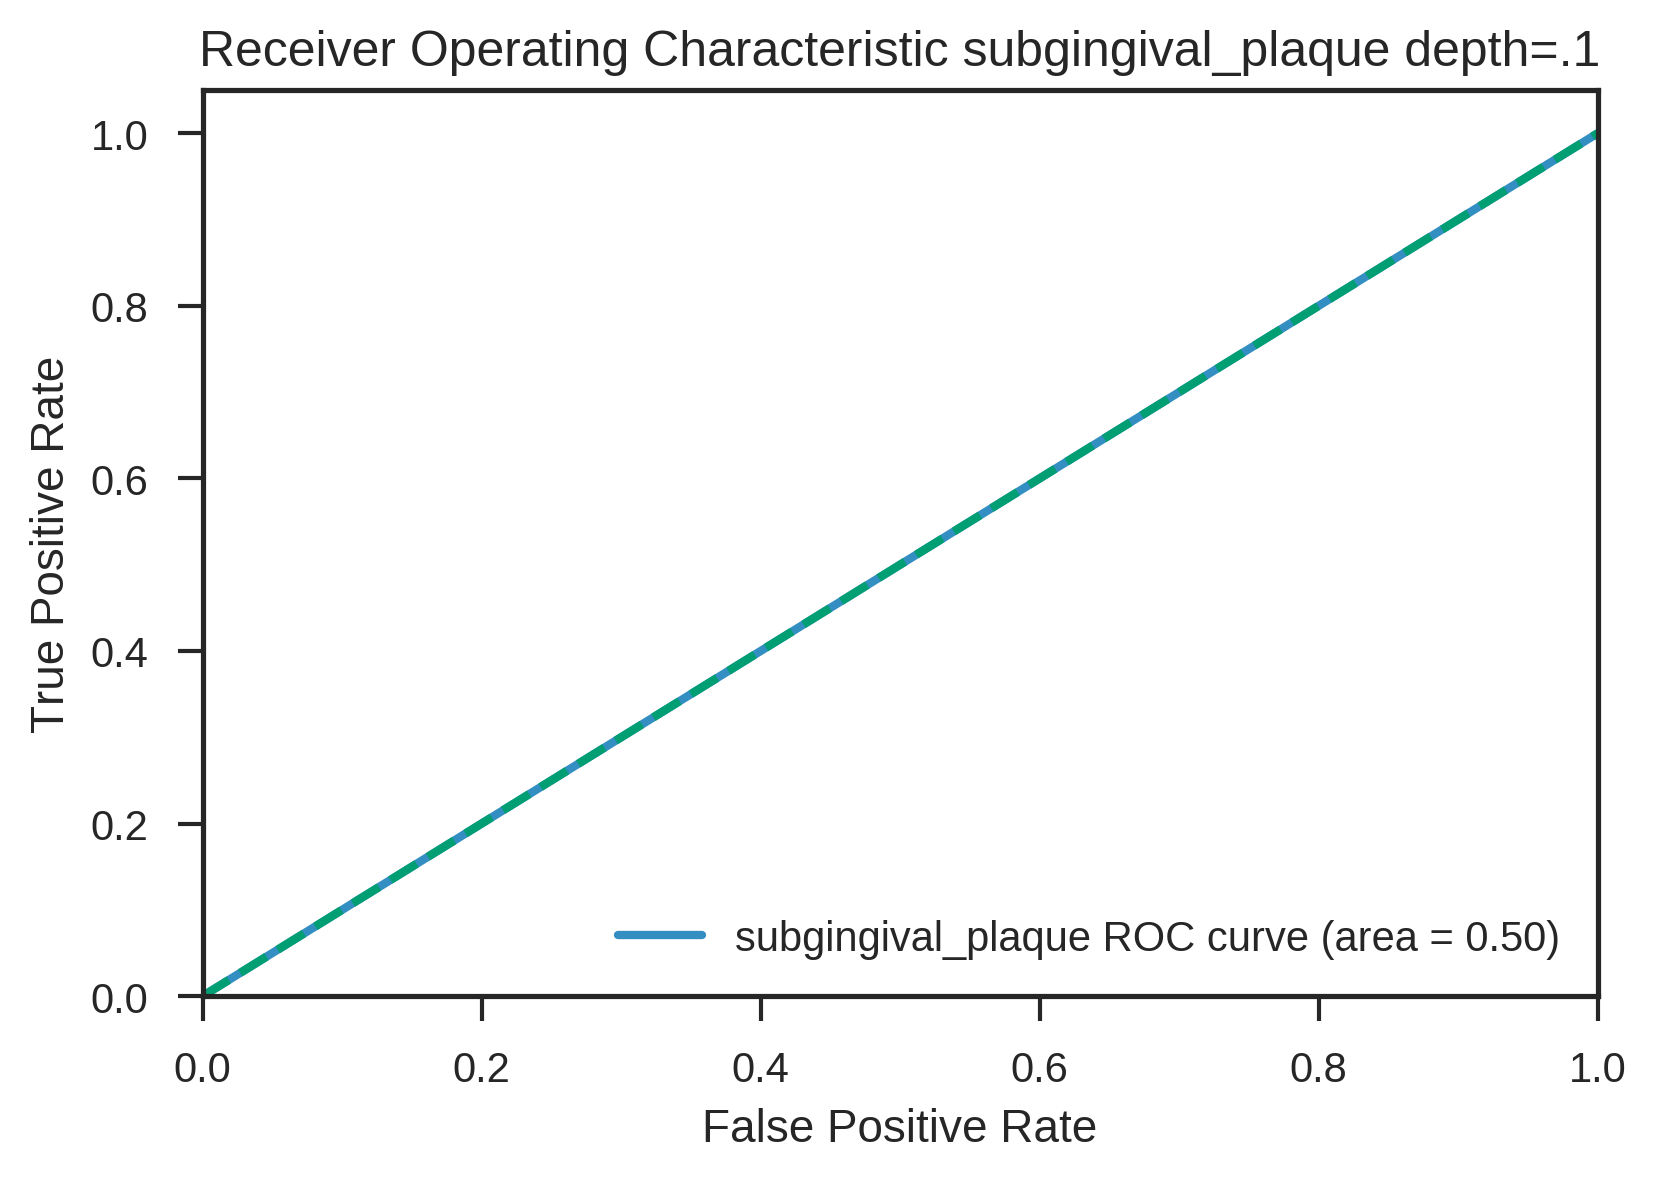 Receiver Operating Characteristic subgingival_plaque depth=.1
True Positive Rate
1.0
0.8
0.6
0.4
0.2
0.0
subgingival_plaque ROC curve (area = 0.50)
0.0 0.2 0.4 0.6 0.8 1.0
False Positive Rate